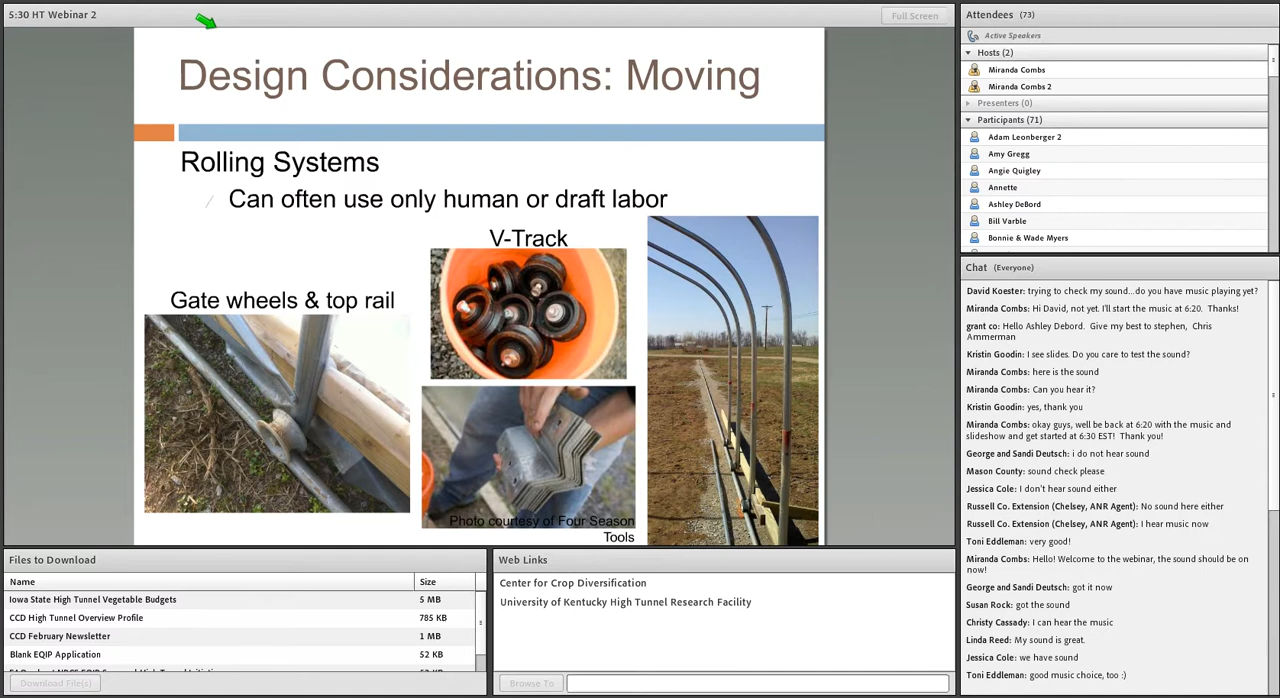 5:30 HT Webinar 2
Full Screen
Design Considerations: Moving
Rolling Systems
Can often use only human or draft labor
V-Track
Gate wheels & top rail
Photo courtesy of Four Season
Tools
Files to Download
Name Size
Iowa State High Tunnel Vegetable Budgets 5 MB
CCD High Tunnel Overview Profile 785 KB
CCD February Newsletter 1 MB
Blank EQIP Application 52 KB
Download File(s)
Web Links
Center for Crop Diversification
University of Kentucky High Tunnel Research Facility
Browse To
Attendees (73)
Active Speakers
Hosts (2)
Miranda Combs
Miranda Combs 2
Presenters (0)
Participants (71)
Adam Leonberger 2
Amy Gregg
Angie Quigley
Annette
Ashley DeBord
Bill Varble
Bonnie & Wade Myers
Chat (Everyone)
David Koester: trying to check my sound...do you have music playing yet?
Miranda Combs: Hi David, not yet. I'll start the music at 6:20. Thanks!
grant co: Hello Ashley Debord. Give my best to stephen, Chris
Ammerman
Kristin Goodin: I see slides. Do you care to test the sound?
Miranda Combs: here is the sound
Miranda Combs: Can you hear it?
Kristin Goodin: yes, thank you
Miranda Combs: okay guys, well be back at 6:20 with the music and
slideshow and get started at 6:30 EST! Thank you!
George and Sandi Deutsch: i do not hear sound
Mason County: sound check please
Jessica Cole: I don't hear sound either
Russell Co. Extension (Chelsey, ANR Agent): No sound here either
Russell Co. Extension (Chelsey, ANR Agent): I hear music now
Toni Eddleman: very good!
Miranda Combs: Hello! Welcome to the webinar, the sound should be on
now!
George and Sandi Deutsch: got it now
Susan Rock: got the sound
Christy Cassady: I can hear the music
Linda Reed: My sound is great.
Jessica Cole: we have sound
Toni Eddleman: good music choice, too :)